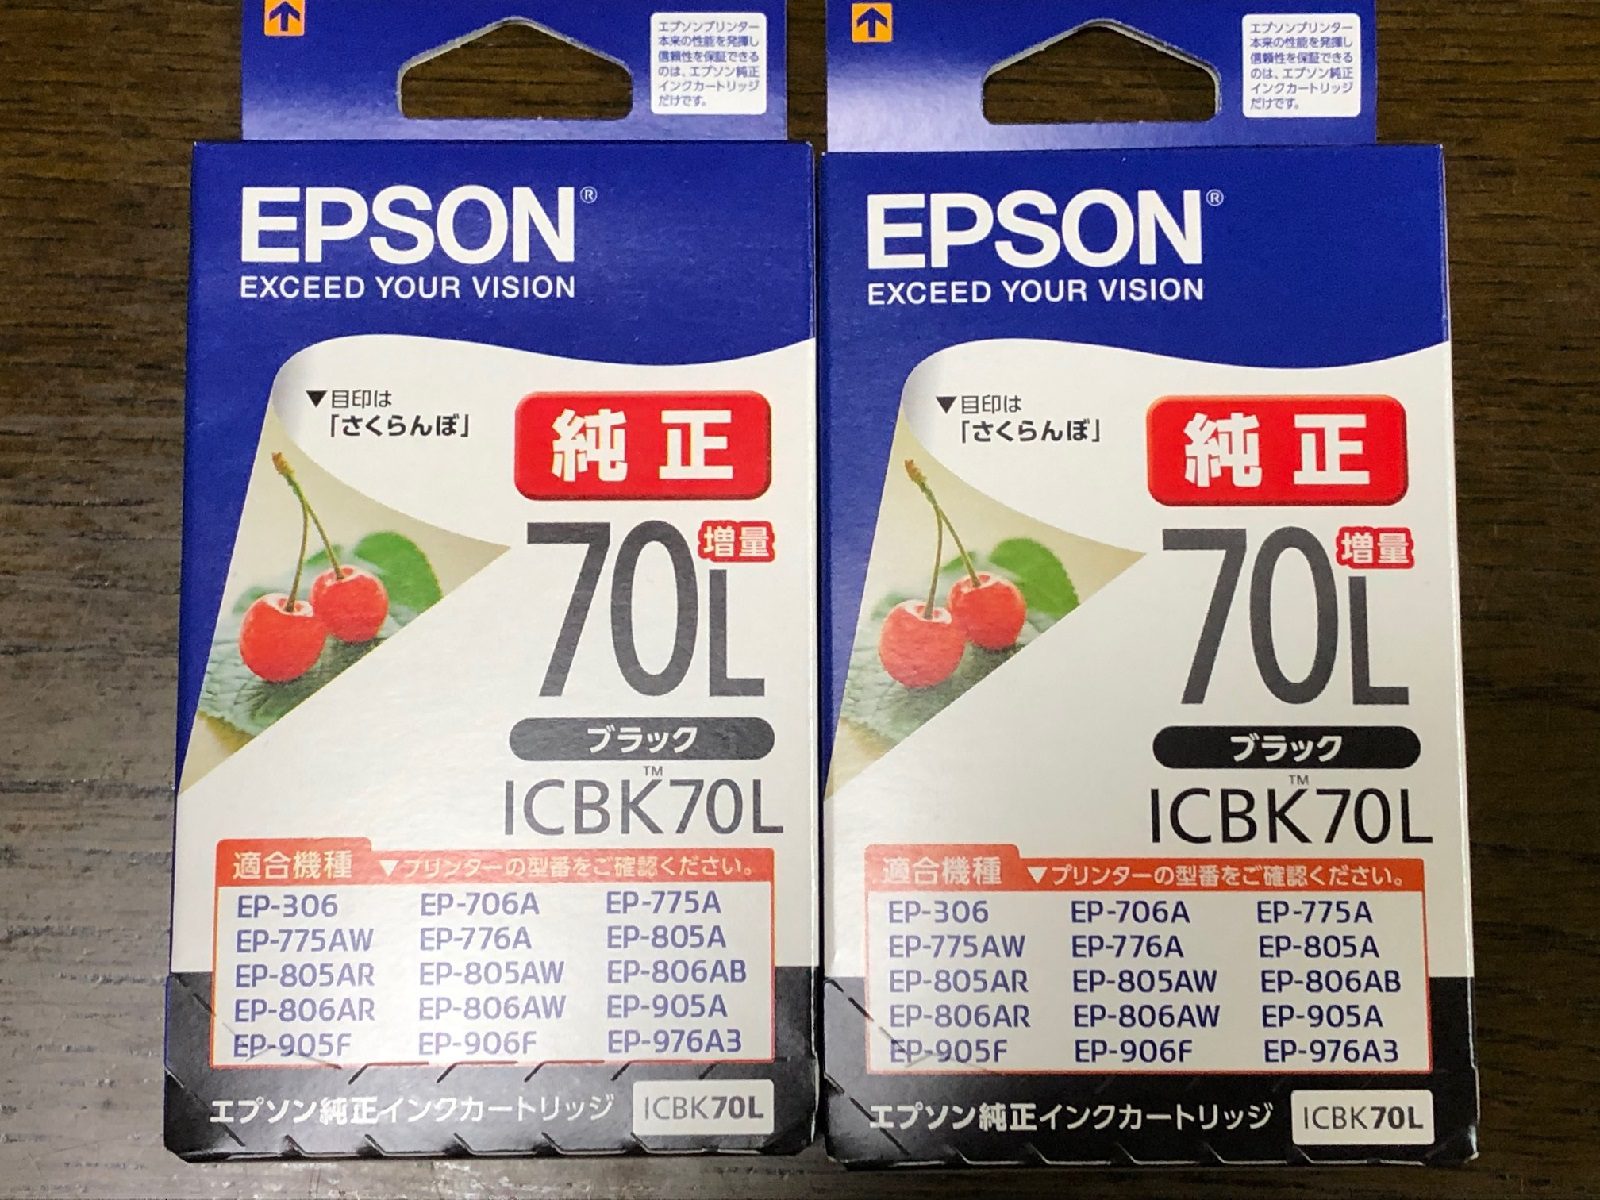 エプソンプリンター
本来の性能を発揮し
信頼性を保証できる
のは、エプソン純正
インクカートリッジ
だけです。
EPSON®
EXCEED YOUR VISION
▼目印は
「さくらんぼ」
純正
70L
増量
ブラック
ICBK™70L
適合機種 ▼プリンターの型番をご確認ください。
EP-306 EP-706A EP-775A
EP-775AW EP-776A EP-805A
EP-805AR EP-805AW EP-806AB
EP-806AR EP-806AW EP-905A
EP-905F EP-906F EP-976A3
エプソン純正インクカートリッジ ICBK70L
エプソンプリンター
本来の性能を発揮し
信頼性を保証できる
のは、エプソン純正
インクカートリッジ
だけです。
EPSON®
EXCEED YOUR VISION
▼目印は
「さくらんぼ」
純正
70L
増量
ブラック
ICBK™70L
適合機種 ▼プリンターの型番をご確認ください。
EP-306 EP-706A EP-775A
EP-775AW EP-776A EP-805A
EP-805AR EP-805AW EP-806AB
EP-806AR EP-806AW EP-905A
EP-905F EP-906F EP-976A3
エプソン純正インクカートリッジ ICBK70L